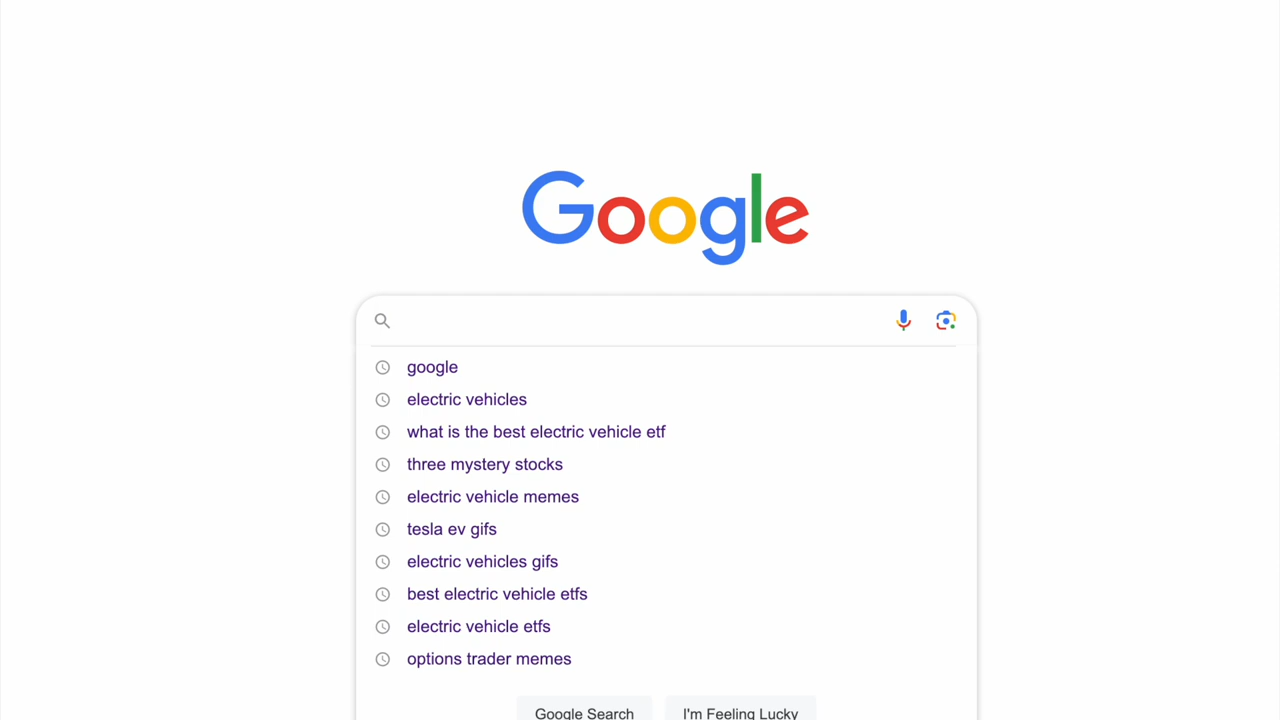 Google
google
electric vehicles
what is the best electric vehicle etf
three mystery stocks
electric vehicle memes
tesla ev gifs
electric vehicles gifs
best electric vehicle etfs
electric vehicle etfs
options trader memes
Google Search I'm Feeling Lucky